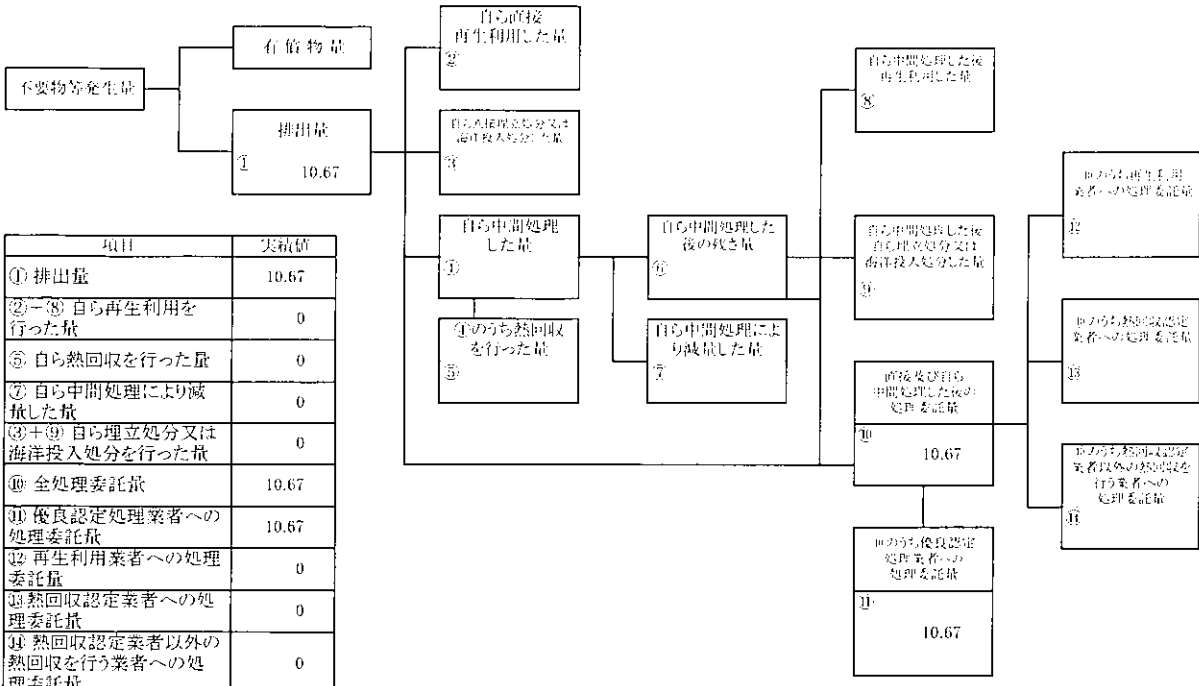 不要物等発生量
有償物量
排出量
①
10.67
自ら直接
再生利用した量
②
自ら直接埋立処分又は
海洋投入処分した量
③
自ら中間処理
した量
④
④のうち熱回収
を行った量
⑤
自ら中間処理した
後の残さ量
⑥
自ら中間処理によ
り減量した量
⑦
自ら中間処理した後
再生利用した量
⑧
自ら中間処理した後
自ら埋立処分又は
海洋投入処分した量
⑨
直接及び自ら
中間処理した後の
処理委託量
⑩
10.67
⑩のうち優良認定
処理業者への
処理委託量
⑪
10.67
⑩のうち再生利用
業者への処理委託量
⑫
⑩のうち熱回収認定
業者への処理委託量
⑬
⑩のうち熱回収認定
業者以外の熱回収を
行う業者への
処理委託量
⑭
項目 実績値
① 排出量 10.67
②+⑧ 自ら再生利用を
行った量 0
⑤ 自ら熱回収を行った量 0
⑦ 自ら中間処理により減
量した量 0
③+⑨ 自ら埋立処分又は
海洋投入処分を行った量 0
⑩ 全処理委託量 10.67
⑪ 優良認定処理業者への
処理委託量 10.67
⑫ 再生利用業者への処理
委託量 0
⑬ 熱回収認定業者への処
理委託量 0
⑭ 熱回収認定業者以外の
熱回収を行う業者への処
理委託量 0